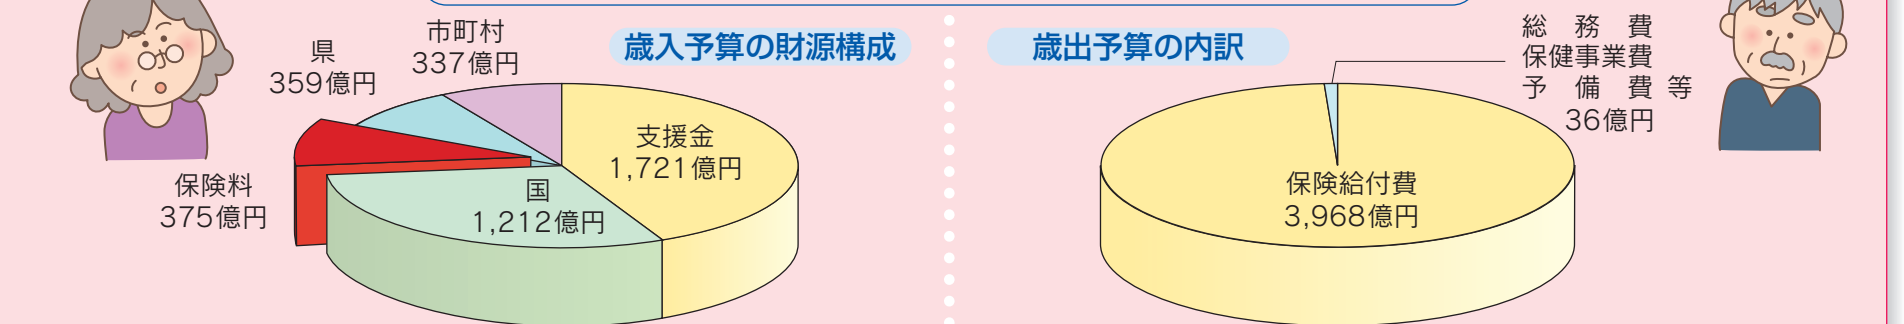 歳入予算の財源構成
市町村
337億円
県
359億円
支援金
1,721億円
保険料
375億円
国
1,212億円
歳出予算の内訳
総務費
保健事業費
予備費等
36億円
保険給付費
3,968億円